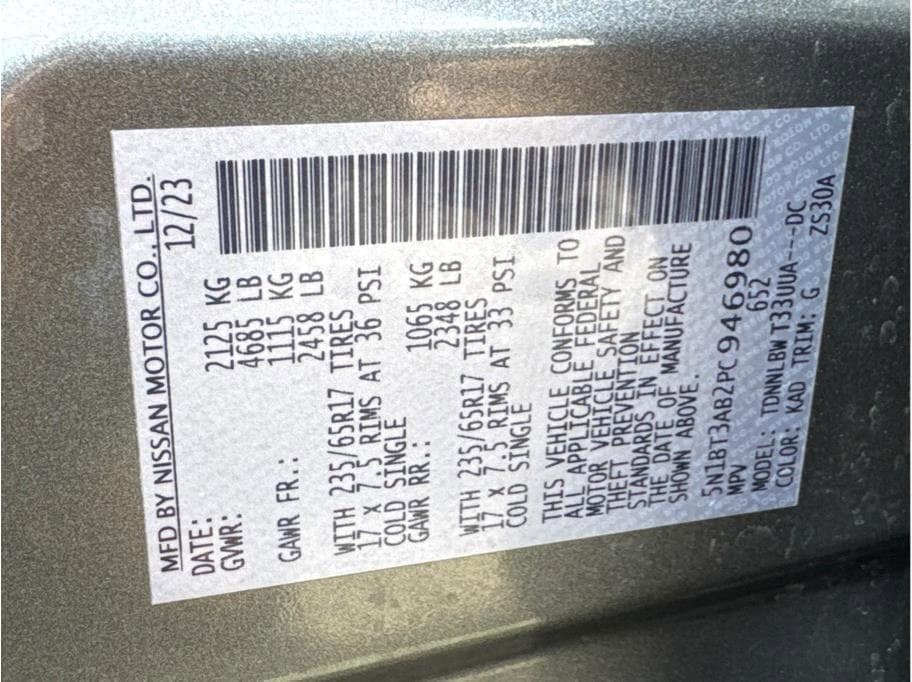 MFD BY NISSAN MOTOR CO., LTD.
DATE: 12/23
GVWR: 2125 KG
4685 LB
GAWR FR.: 1115 KG
2458 LB
WITH 235/65R17 TIRES
17 X 7.5 RIMS AT 36 PSI
COLD SINGLE
GAWR RR.: 1065 KG
2348 LB
WITH 235/65R17 TIRES
17 X 7.5 RIMS AT 33 PSI
COLD SINGLE
THIS VEHICLE CONFORMS TO
ALL APPLICABLE FEDERAL
MOTOR VEHICLE SAFETY AND
THEFT PREVENTION
STANDARDS IN EFFECT ON
THE DATE OF MANUFACTURE
SHOWN ABOVE.
5N1BT3AB2PC946980
MPV 652
MODEL: TDNNLBW T33UUA---DC
COLOR: KAD TRIM: G ZS30A